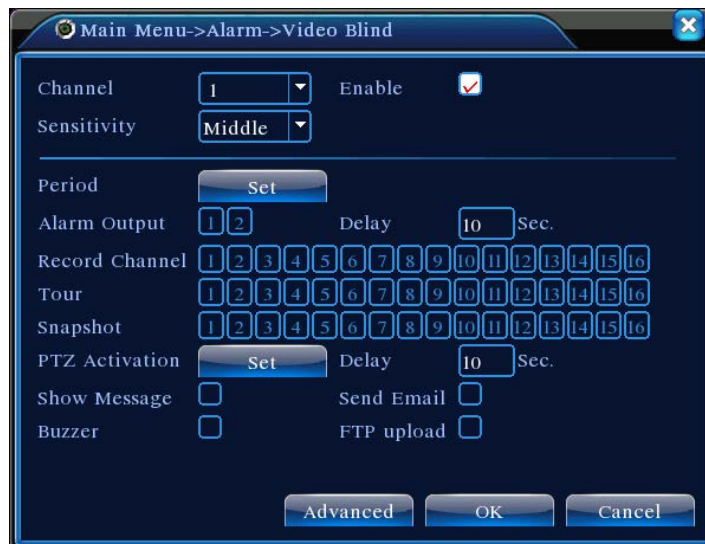 Main Menu->Alarm->Video Blind
Channel 1 Enable
Sensitivity Middle
Period Set
Alarm Output 1 2 Delay 10 Sec.
Record Channel 1 2 3 4 5 6 7 8 9 10 11 12 13 14 15 16
Tour 1 2 3 4 5 6 7 8 9 10 11 12 13 14 15 16
Snapshot 1 2 3 4 5 6 7 8 9 10 11 12 13 14 15 16
PTZ Activation Set Delay 10 Sec.
Show Message Send Email
Buzzer FTP upload
Advanced OK Cancel